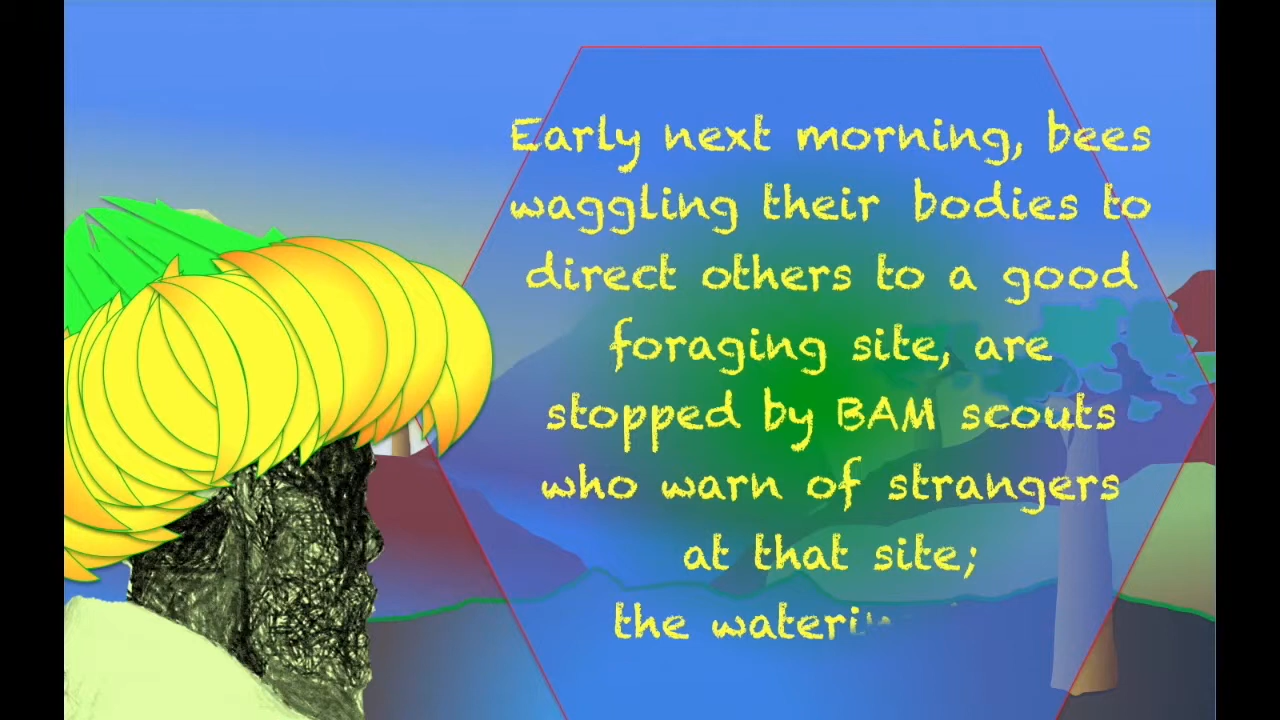 Early next morning, bees
waggling their bodies to
direct others to a good
foraging site, are
stopped by BAM scouts
who warn of strangers
at that site;
the